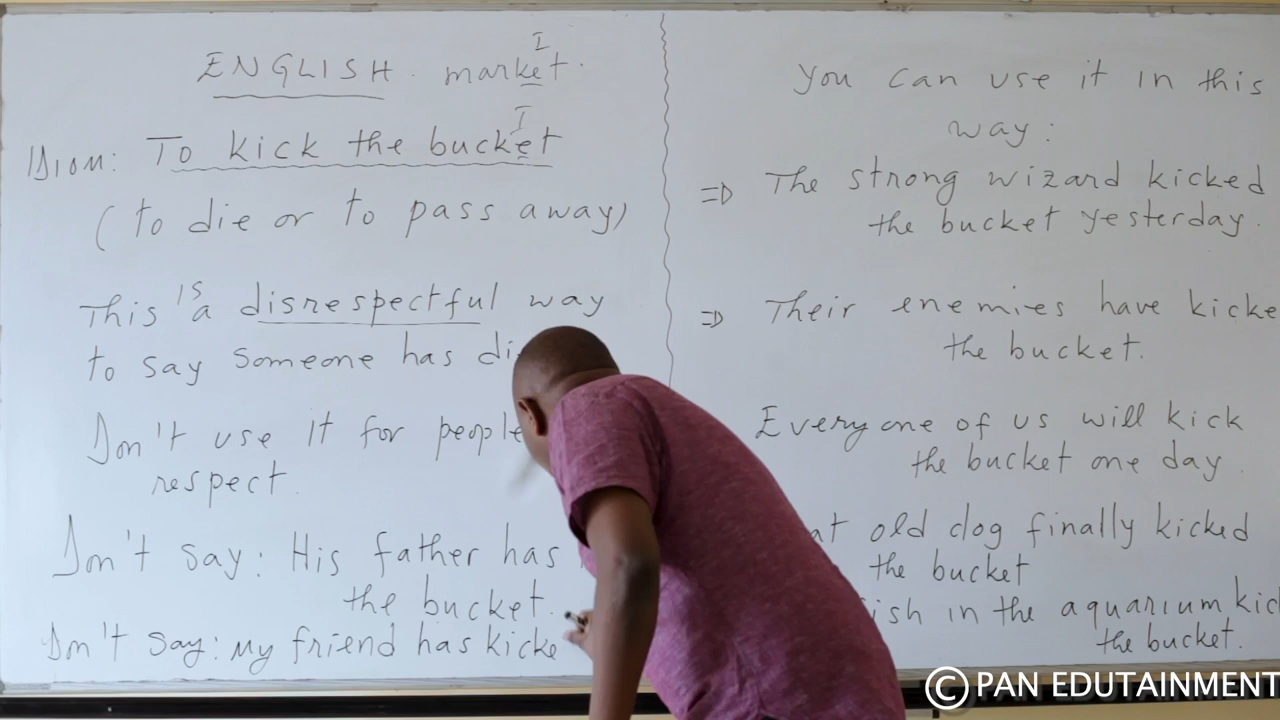 ENGLISH. market.
I
Idiom: To kick the bucket
I
(to die or to pass away)
This is a disrespectful way
to say someone has
Don't use it for people
respect.
Don't say: His father has
the bucket.
Don't say: My friend has kicke
You can use it in this
way:
⇒ The strong wizard kicked
the bucket yesterday.
⇒ Their enemies have kicke
the bucket.
Everyone of us will kick
the bucket one day.
old dog finally kicked
the bucket
in the aquarium kic
the bucket.
© PAN EDUTAINMENT